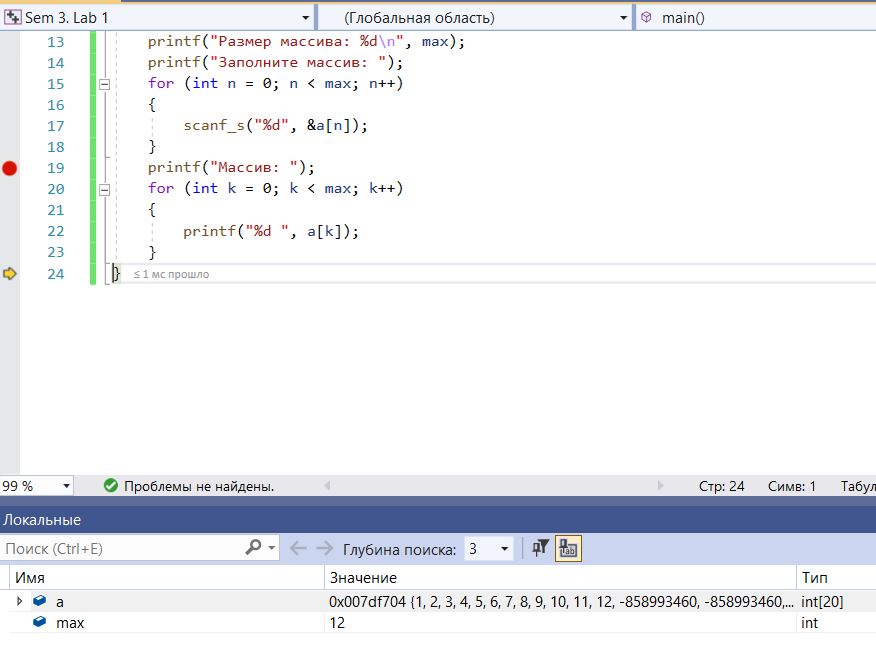 Sem 3. Lab 1 (Глобальная область) main()
13 printf("Размер массива: %d\n", max);
14 printf("Заполните массив: ");
15 for (int n = 0; n < max; n++)
16 {
17 scanf_s("%d", &a[n]);
18 }
19 printf("Массив: ");
20 for (int k = 0; k < max; k++)
21 {
22 printf("%d ", a[k]);
23 }
24 } ≤ 1 мс прошло
99 % Проблемы не найдены. Стр: 24 Симв: 1 Табул
Локальные
Поиск (Ctrl+E) Глубина поиска: 3
Имя Значение Тип
a 0x007df704 {1, 2, 3, 4, 5, 6, 7, 8, 9, 10, 11, 12, -858993460, -858993460,... int[20]
max 12 int